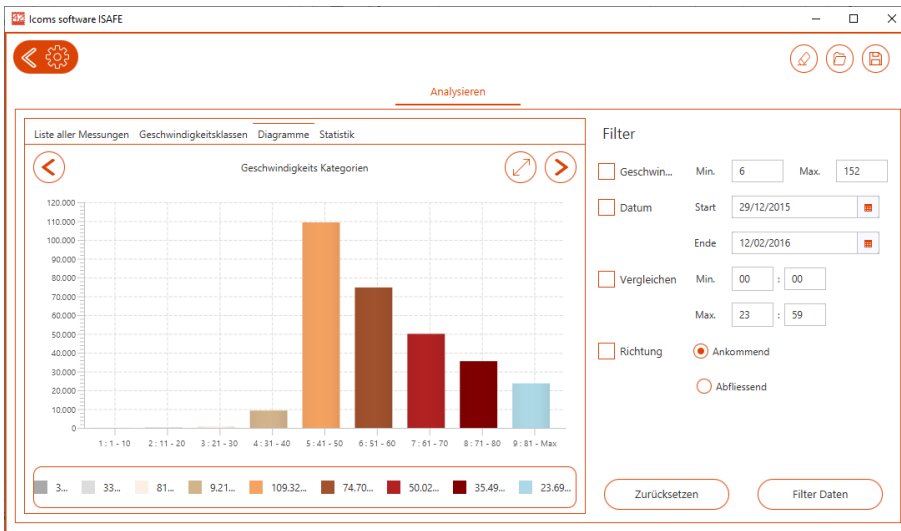 Icoms software ISAFE
Analysieren
Liste aller Messungen Geschwindigkeitsklassen Diagramme Statistik
Geschwindigkeits Kategorien
120.000
110.000
100.000
90.000
80.000
70.000
60.000
50.000
40.000
30.000
20.000
10.000
0
1 : 1 - 10 2 : 11 - 20 3 : 21 - 30 4 : 31 - 40 5 : 41 - 50 6 : 51 - 60 7 : 61 - 70 8 : 71 - 80 9 : 81 - Max
3... 33... 81... 9.21... 109.32... 74.70... 50.02... 35.49... 23.69...
Filter
Geschwin... Min. 6 Max. 152
Datum Start 29/12/2015
Ende 12/02/2016
Vergleichen Min. 00 : 00
Max. 23 : 59
Richtung Ankommend
Abfliessend
Zurücksetzen Filter Daten